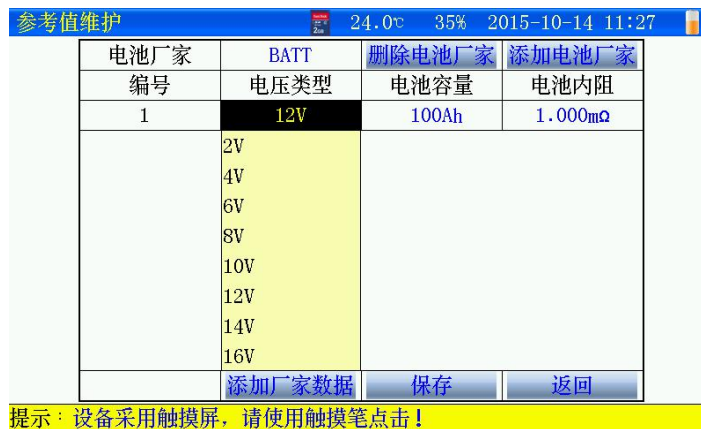 参考值维护 24.0℃ 35% 2015-10-14 11:27
电池厂家 BATT 删除电池厂家 添加电池厂家
编号 电压类型 电池容量 电池内阻
1 12V 100Ah 1.000mΩ
2V
4V
6V
8V
10V
12V
14V
16V
添加厂家数据 保存 返回
提示：设备采用触摸屏，请使用触摸笔点击！